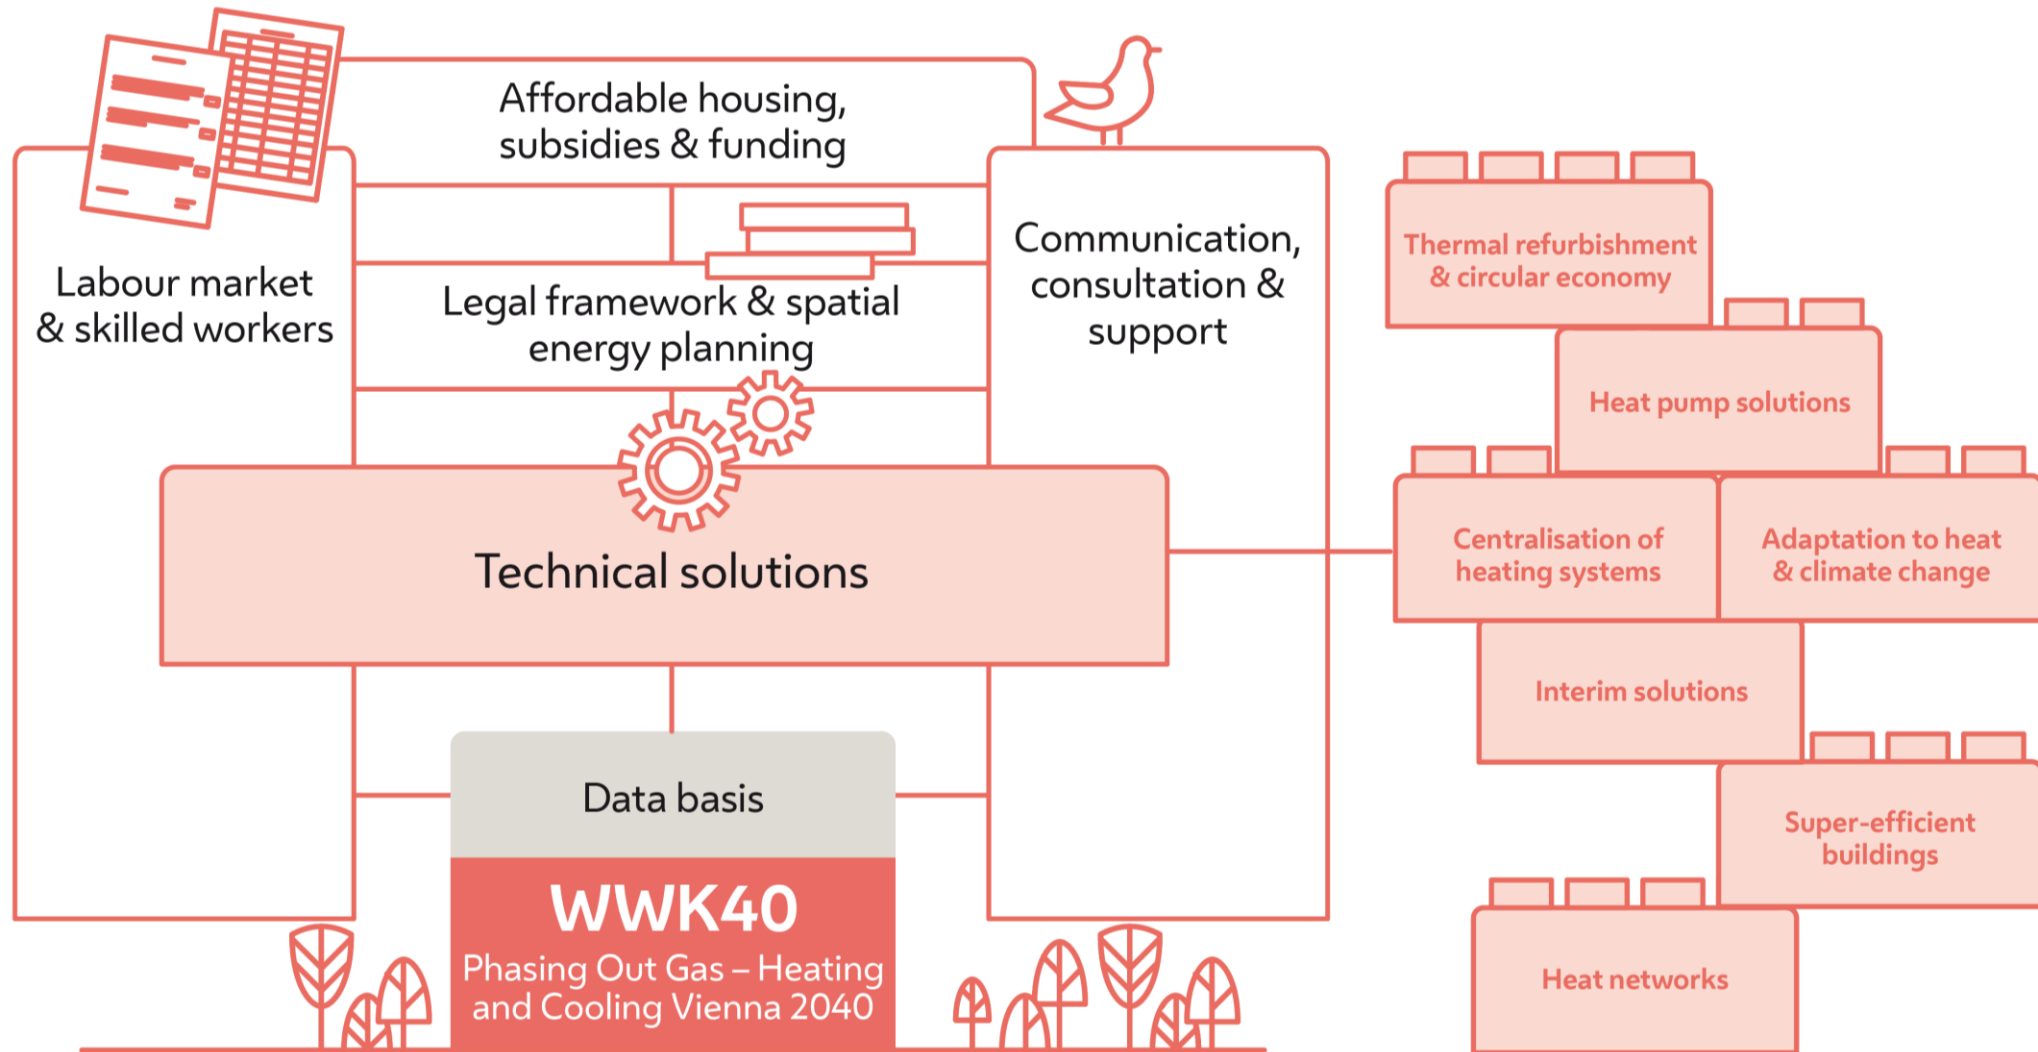 Affordable housing,
subsidies & funding
Labour market
& skilled workers
Legal framework & spatial
energy planning
Communication,
consultation &
support
Technical solutions
Data basis
WWK40
Phasing Out Gas – Heating
and Cooling Vienna 2040
Thermal refurbishment
& circular economy
Heat pump solutions
Centralisation of
heating systems
Adaptation to heat
& climate change
Interim solutions
Super-efficient
buildings
Heat networks